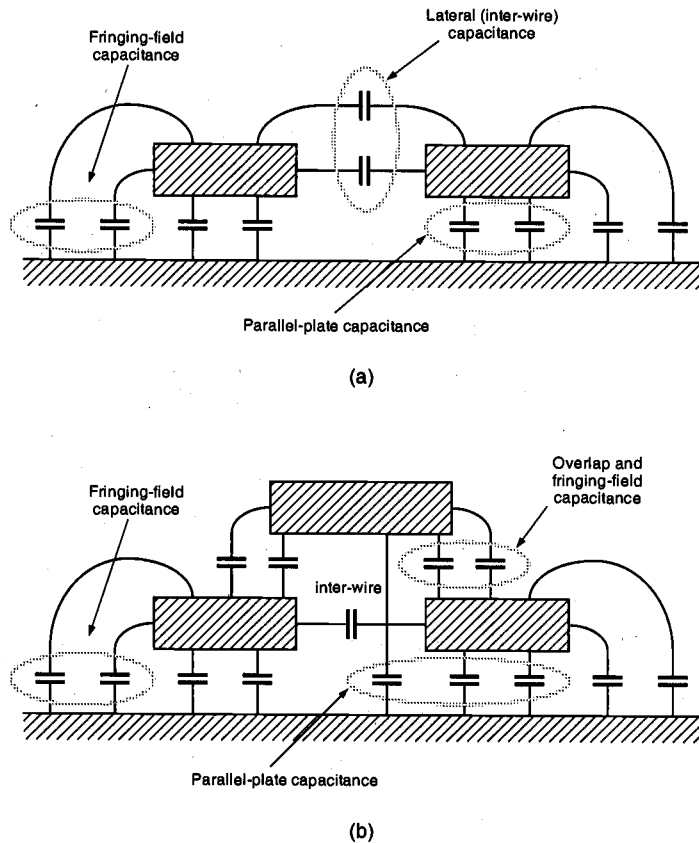 Lateral (inter-wire)
capacitance
Fringing-field
capacitance
Parallel-plate capacitance
(a)
Overlap and
fringing-field
capacitance
Fringing-field
capacitance
inter-wire
Parallel-plate capacitance
(b)